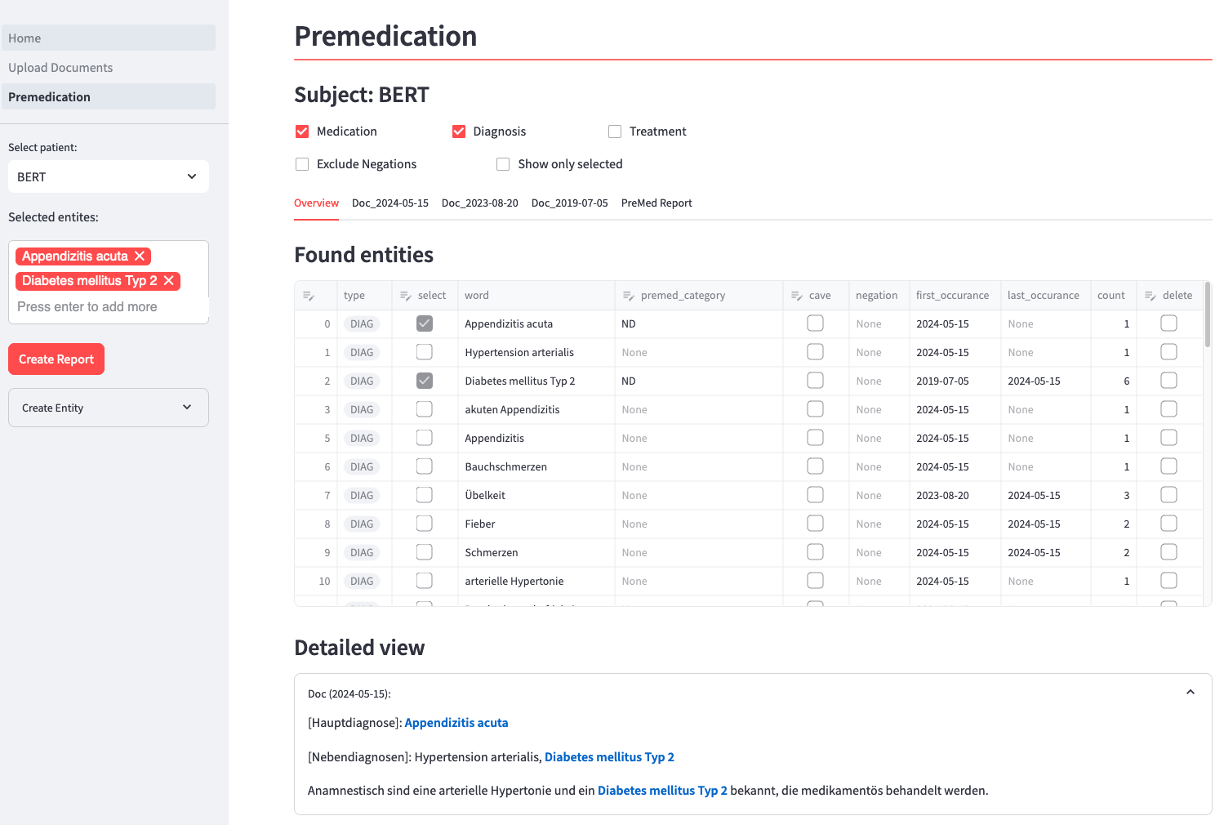 Home
Upload Documents
Premedication
Select patient:
BERT
Selected entites:
Appendizitis acuta
Diabetes mellitus Typ 2
Press enter to add more
Create Report
Create Entity
Premedication
Subject: BERT
Medication Diagnosis Treatment
Exclude Negations Show only selected
Overview Doc_2024-05-15 Doc_2023-08-20 Doc_2019-07-05 PreMed Report
Found entities
type select word premed_category cave negation first_occurance last_occurance count delete
0 DIAG Appendizitis acuta ND None 2024-05-15 None 1
1 DIAG Hypertension arterialis None None 2024-05-15 None 1
2 DIAG Diabetes mellitus Typ 2 ND None 2019-07-05 2024-05-15 6
3 DIAG akuten Appendizitis None None 2024-05-15 None 1
5 DIAG Appendizitis None None 2024-05-15 None 1
6 DIAG Bauchschmerzen None None 2024-05-15 None 1
7 DIAG Übelkeit None None 2023-08-20 2024-05-15 3
8 DIAG Fieber None None 2024-05-15 2024-05-15 2
9 DIAG Schmerzen None None 2024-05-15 2024-05-15 2
10 DIAG arterielle Hypertonie None None 2024-05-15 None 1
Detailed view
Doc (2024-05-15):
[Hauptdiagnose]: Appendizitis acuta
[Nebendiagnosen]: Hypertension arterialis, Diabetes mellitus Typ 2
Anamnestisch sind eine arterielle Hypertonie und ein Diabetes mellitus Typ 2 bekannt, die medikamentös behandelt werden.